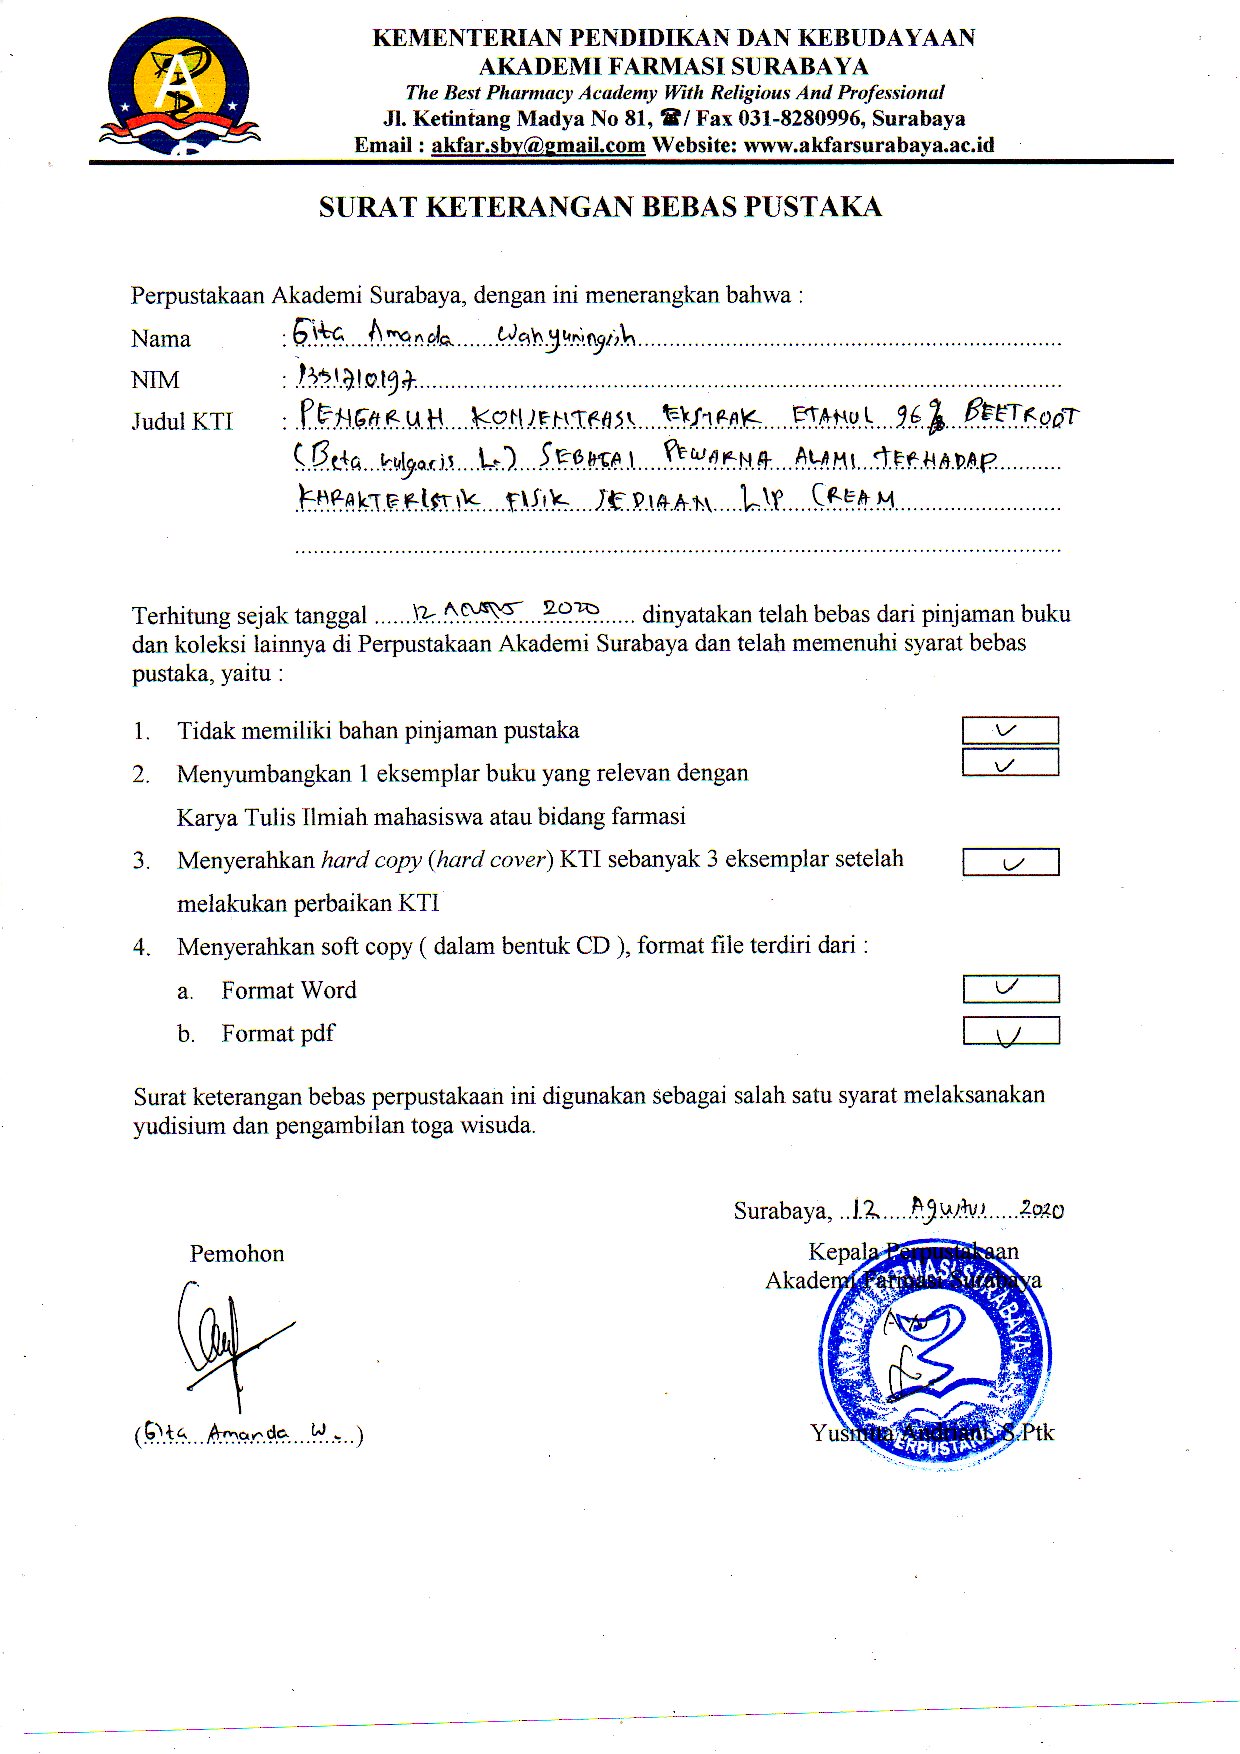 KEMENTERIAN PENDIDIKAN DAN KEBUDAYAAN
AKADEMI FARMASI SURABAYA
The Best Pharmacy Academy With Religious And Professional
Jl. Ketintang Madya No 81, ☎/ Fax 031-8280996, Surabaya
Email : akfar.sby@gmail.com Website: www.akfarsurabaya.ac.id
SURAT KETERANGAN BEBAS PUSTAKA
Perpustakaan Akademi Surabaya, dengan ini menerangkan bahwa :
Nama : Gita Amanda Wahyuningsih
NIM : 1331710197
Judul KTI : PENGARUH KONSENTRASI EKSTRAK ETANOL 96% BEETROOT
(Beta vulgaris L.) SEBAGAI PEWARNA ALAMI TERHADAP
KARAKTERISTIK FISIK SEDIAAN LIP CREAM
Terhitung sejak tanggal ...... 12 AGUSTUS 2020 ...... dinyatakan telah bebas dari pinjaman buku
dan koleksi lainnya di Perpustakaan Akademi Surabaya dan telah memenuhi syarat bebas
pustaka, yaitu :
1. Tidak memiliki bahan pinjaman pustaka ✓
2. Menyumbangkan 1 eksemplar buku yang relevan dengan ✓
Karya Tulis Ilmiah mahasiswa atau bidang farmasi
3. Menyerahkan hard copy (hard cover) KTI sebanyak 3 eksemplar setelah ✓
melakukan perbaikan KTI
4. Menyerahkan soft copy ( dalam bentuk CD ), format file terdiri dari :
a. Format Word ✓
b. Format pdf ✓
Surat keterangan bebas perpustakaan ini digunakan sebagai salah satu syarat melaksanakan
yudisium dan pengambilan toga wisuda.
Surabaya, 12 Agustus 2020
Pemohon
Kepala Perpustakaan
Akademi Farmasi Surabaya
AKADEMI FARMASI SURABAYA
(Gita Amanda W.)
Yusmita Andriani, S.Ptk